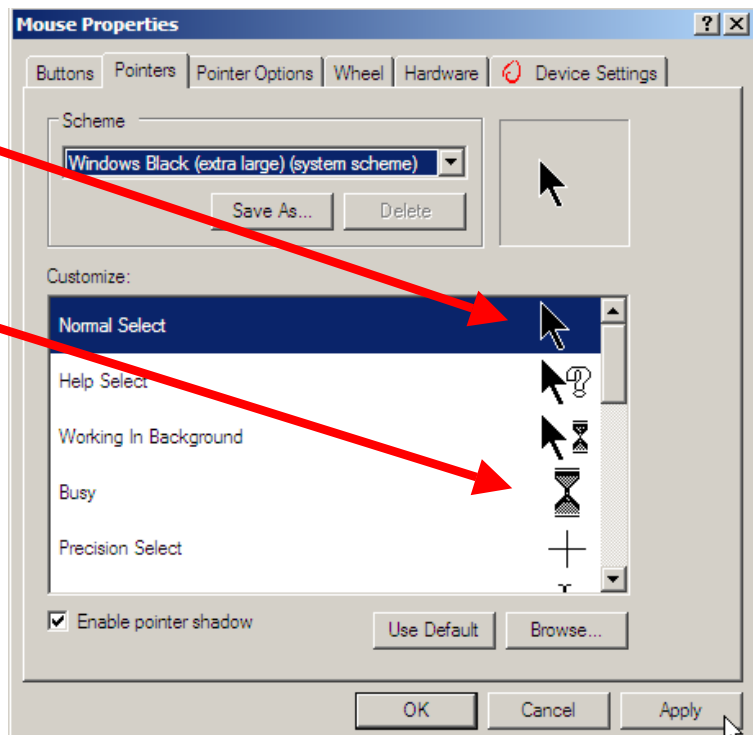 Mouse Properties
Buttons Pointers Pointer Options Wheel Hardware Device Settings
Scheme
Windows Black (extra large) (system scheme)
Save As... Delete
Customize:
Normal Select
Help Select
Working In Background
Busy
Precision Select
Enable pointer shadow
Use Default Browse...
OK Cancel Apply